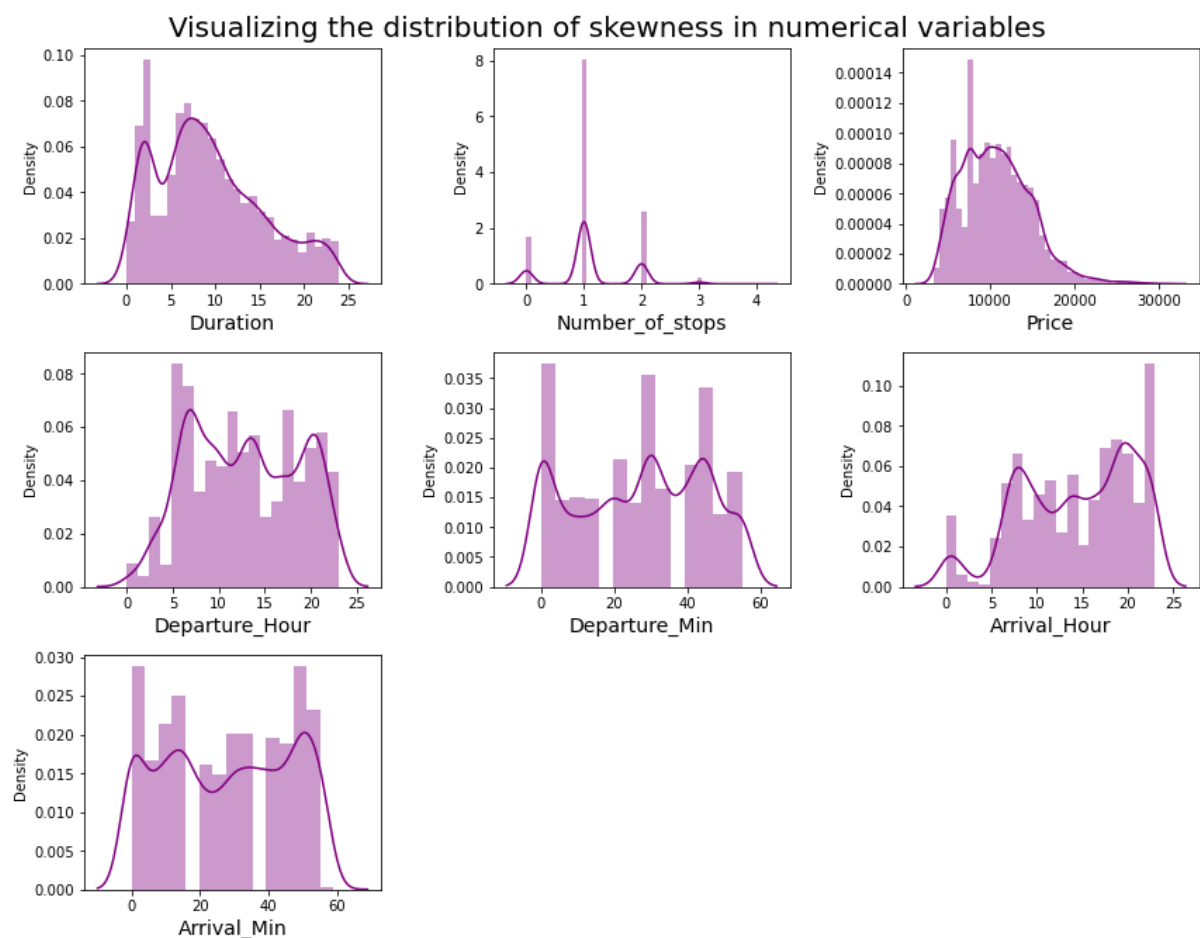 Visualizing the distribution of skewness in numerical variables
0.10
0.08
0.06
0.04
0.02
0.00
Density
0 5 10 15 20 25
Duration
8
6
4
2
0
Density
0 1 2 3 4
Number_of_stops
0.00014
0.00012
0.00010
0.00008
0.00006
0.00004
0.00002
0.00000
Density
0 10000 20000 30000
Price
0.08
0.06
0.04
0.02
0.00
Density
0 5 10 15 20 25
Departure_Hour
0.035
0.030
0.025
0.020
0.015
0.010
0.005
0.000
Density
0 20 40 60
Departure_Min
0.10
0.08
0.06
0.04
0.02
0.00
Density
0 5 10 15 20 25
Arrival_Hour
0.030
0.025
0.020
0.015
0.010
0.005
0.000
Density
0 20 40 60
Arrival_Min